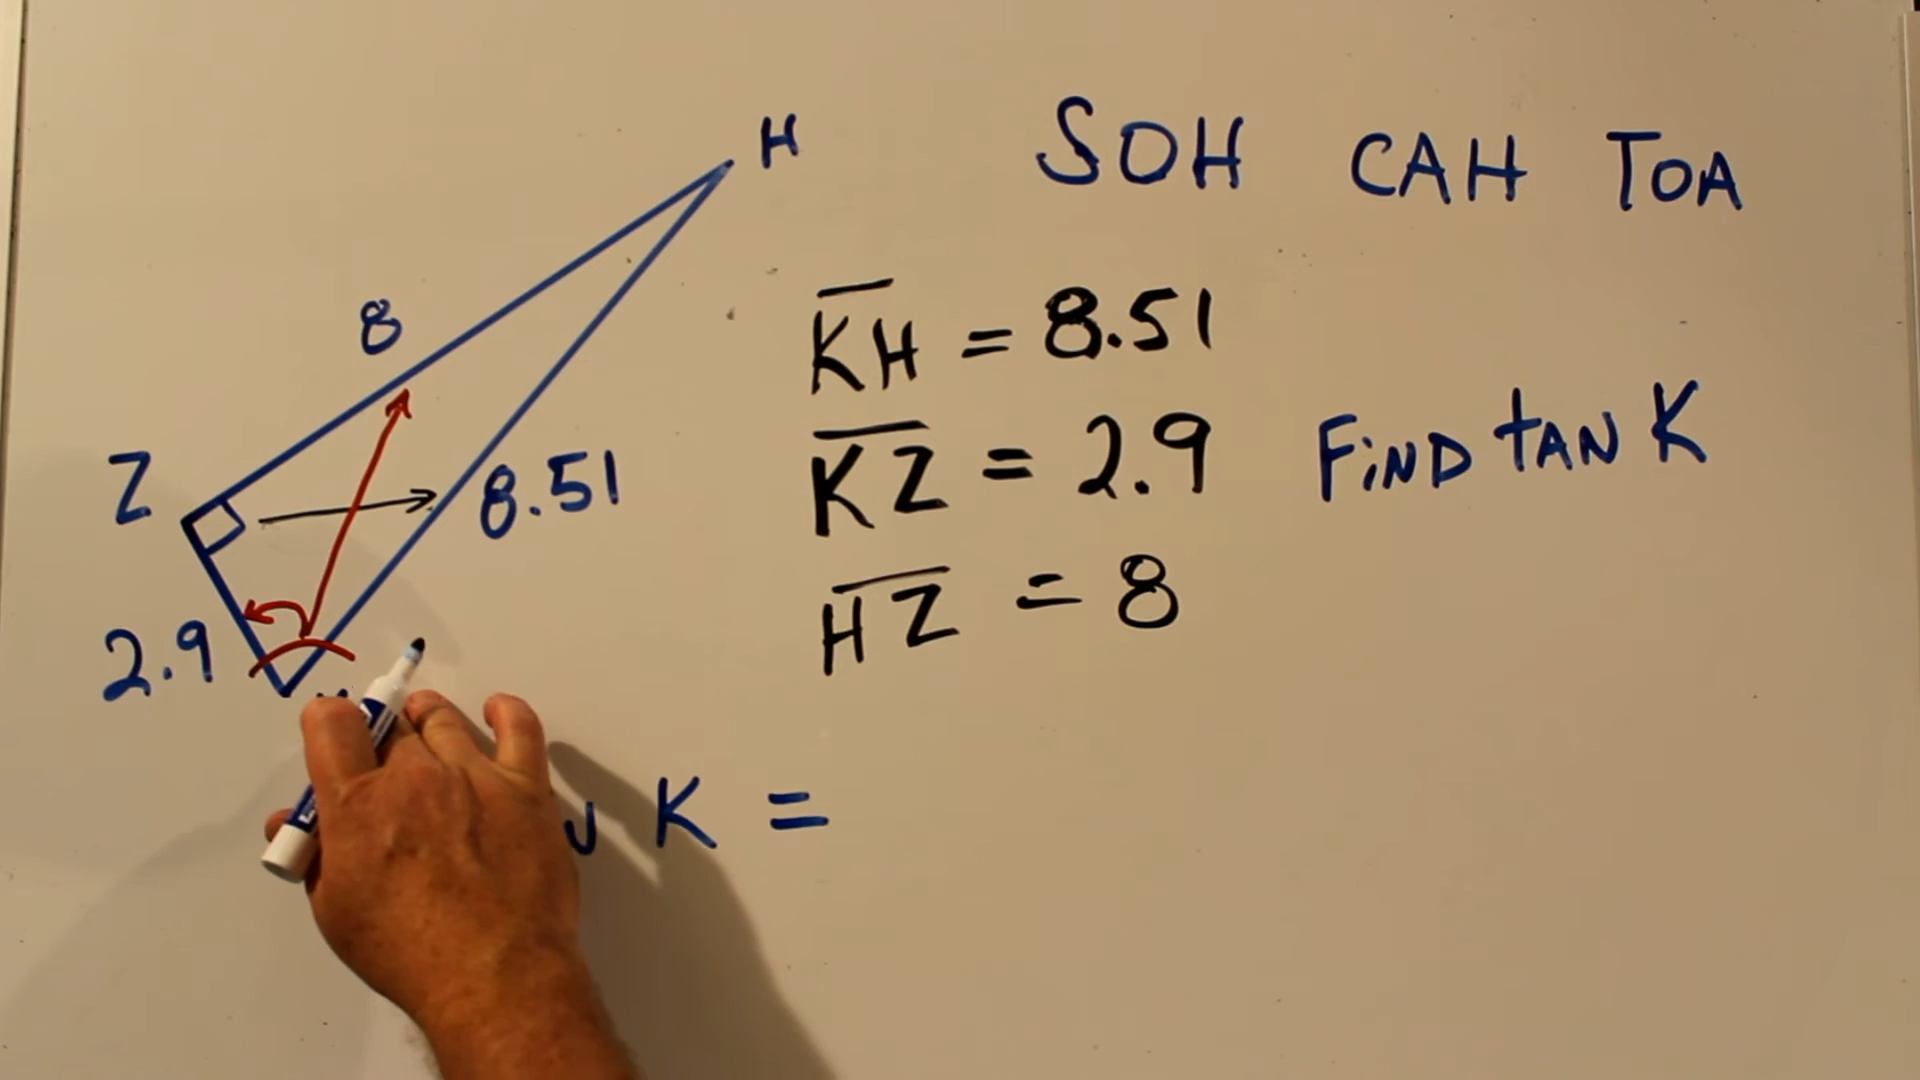 H
SOH CAH TOA
8
KH = 8.51
Z
8.51
KZ = 2.9
FIND tAN K
2.9
HZ = 8
K =